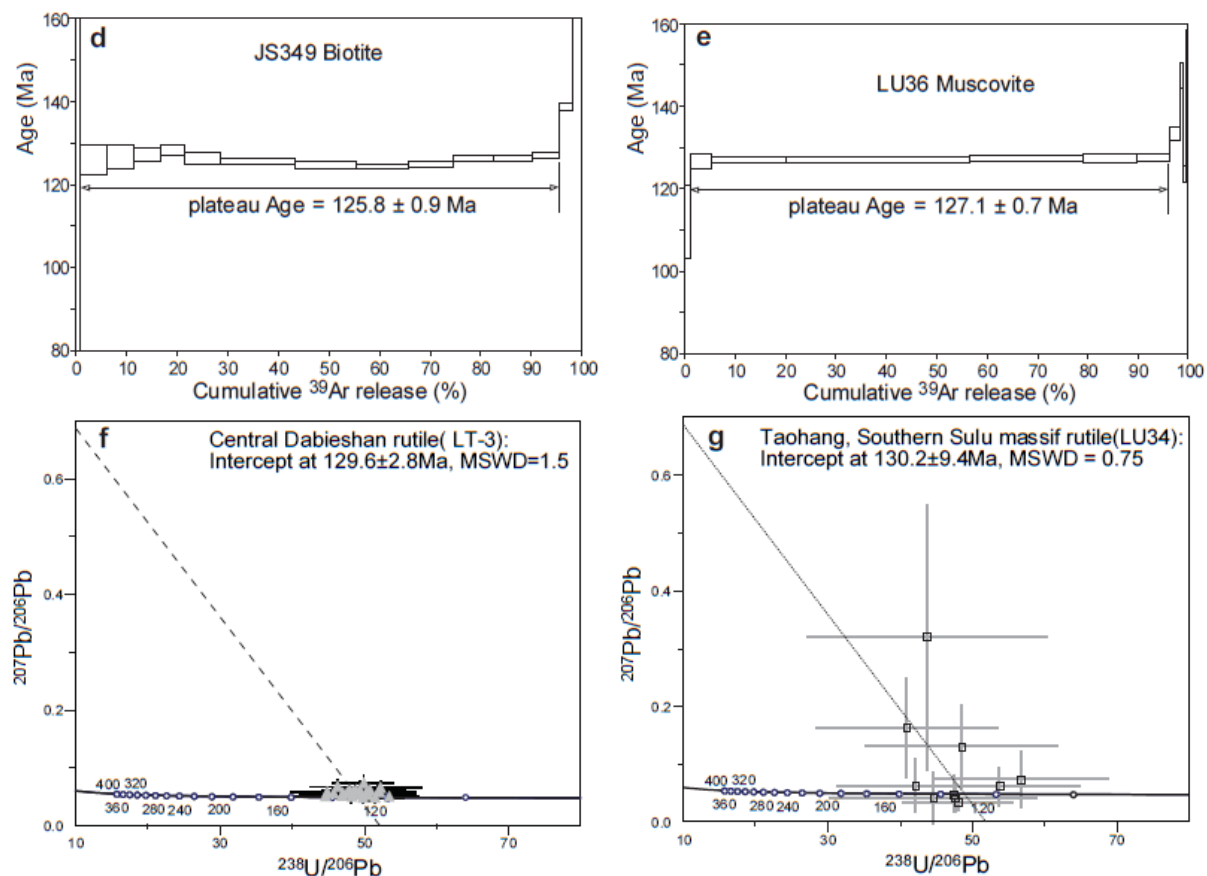 d
JS349 Biotite
Age (Ma)
160
140
120
100
80
plateau Age = 125.8 ± 0.9 Ma
0 10 20 30 40 50 60 70 80 90 100
Cumulative ³⁹Ar release (%)
e
LU36 Muscovite
Age (Ma)
160
140
120
100
80
plateau Age = 127.1 ± 0.7 Ma
0 10 20 30 40 50 60 70 80 90 100
Cumulative ³⁹Ar release (%)
f
Central Dabieshan rutile( LT-3):
Intercept at 129.6±2.8Ma, MSWD=1.5
²⁰⁷Pb/²⁰⁶Pb
0.6
0.4
0.2
0.0
400 320
360 280 240 200 160 120
10 30 50 70
²³⁸U/²⁰⁶Pb
g
Taohang, Southern Sulu massif rutile(LU34):
Intercept at 130.2±9.4Ma, MSWD = 0.75
²⁰⁷Pb/²⁰⁶Pb
0.6
0.4
0.2
0.0
400 320
360 280 240 200 160 120
10 30 50 70
²³⁸U/²⁰⁶Pb